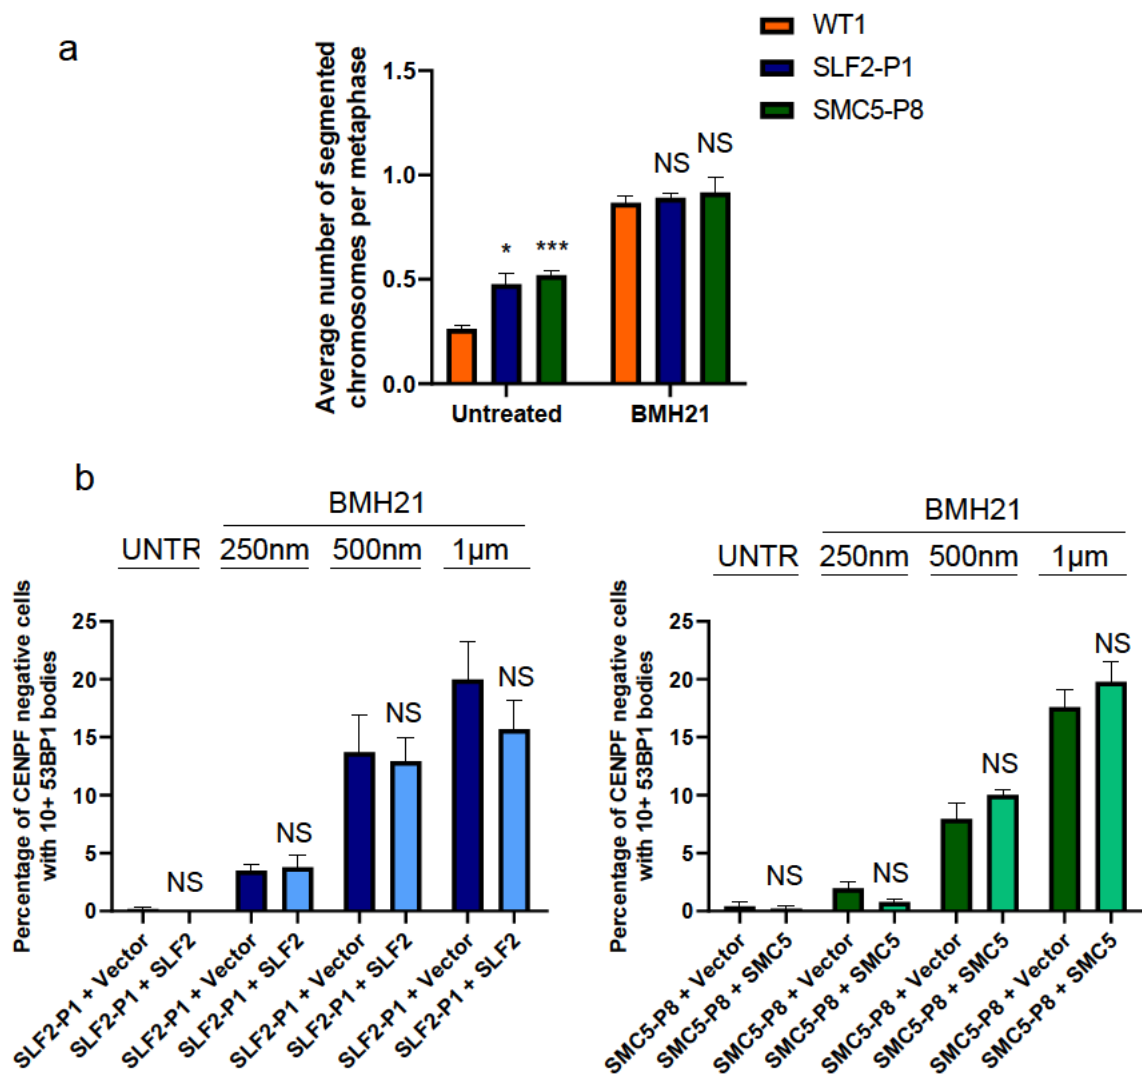 a
WT1
SLF2-P1
SMC5-P8
Average number of segmented
chromosomes per metaphase
1.5
1.0
0.5
0.0
*
***
NS
NS
Untreated
BMH21
b
BMH21
UNTR
250nm
500nm
1µm
Percentage of CENPF negative cells
with 10+ 53BP1 bodies
25
20
15
10
5
0
NS
NS
NS
NS
SLF2-P1 + Vector
SLF2-P1 + SLF2
SLF2-P1 + Vector
SLF2-P1 + SLF2
SLF2-P1 + Vector
SLF2-P1 + SLF2
SLF2-P1 + Vector
SLF2-P1 + SLF2
BMH21
UNTR
250nm
500nm
1µm
Percentage of CENPF negative cells
with 10+ 53BP1 bodies
25
20
15
10
5
0
NS
NS
NS
NS
SMC5-P8 + Vector
SMC5-P8 + SMC5
SMC5-P8 + Vector
SMC5-P8 + SMC5
SMC5-P8 + Vector
SMC5-P8 + SMC5
SMC5-P8 + Vector
SMC5-P8 + SMC5